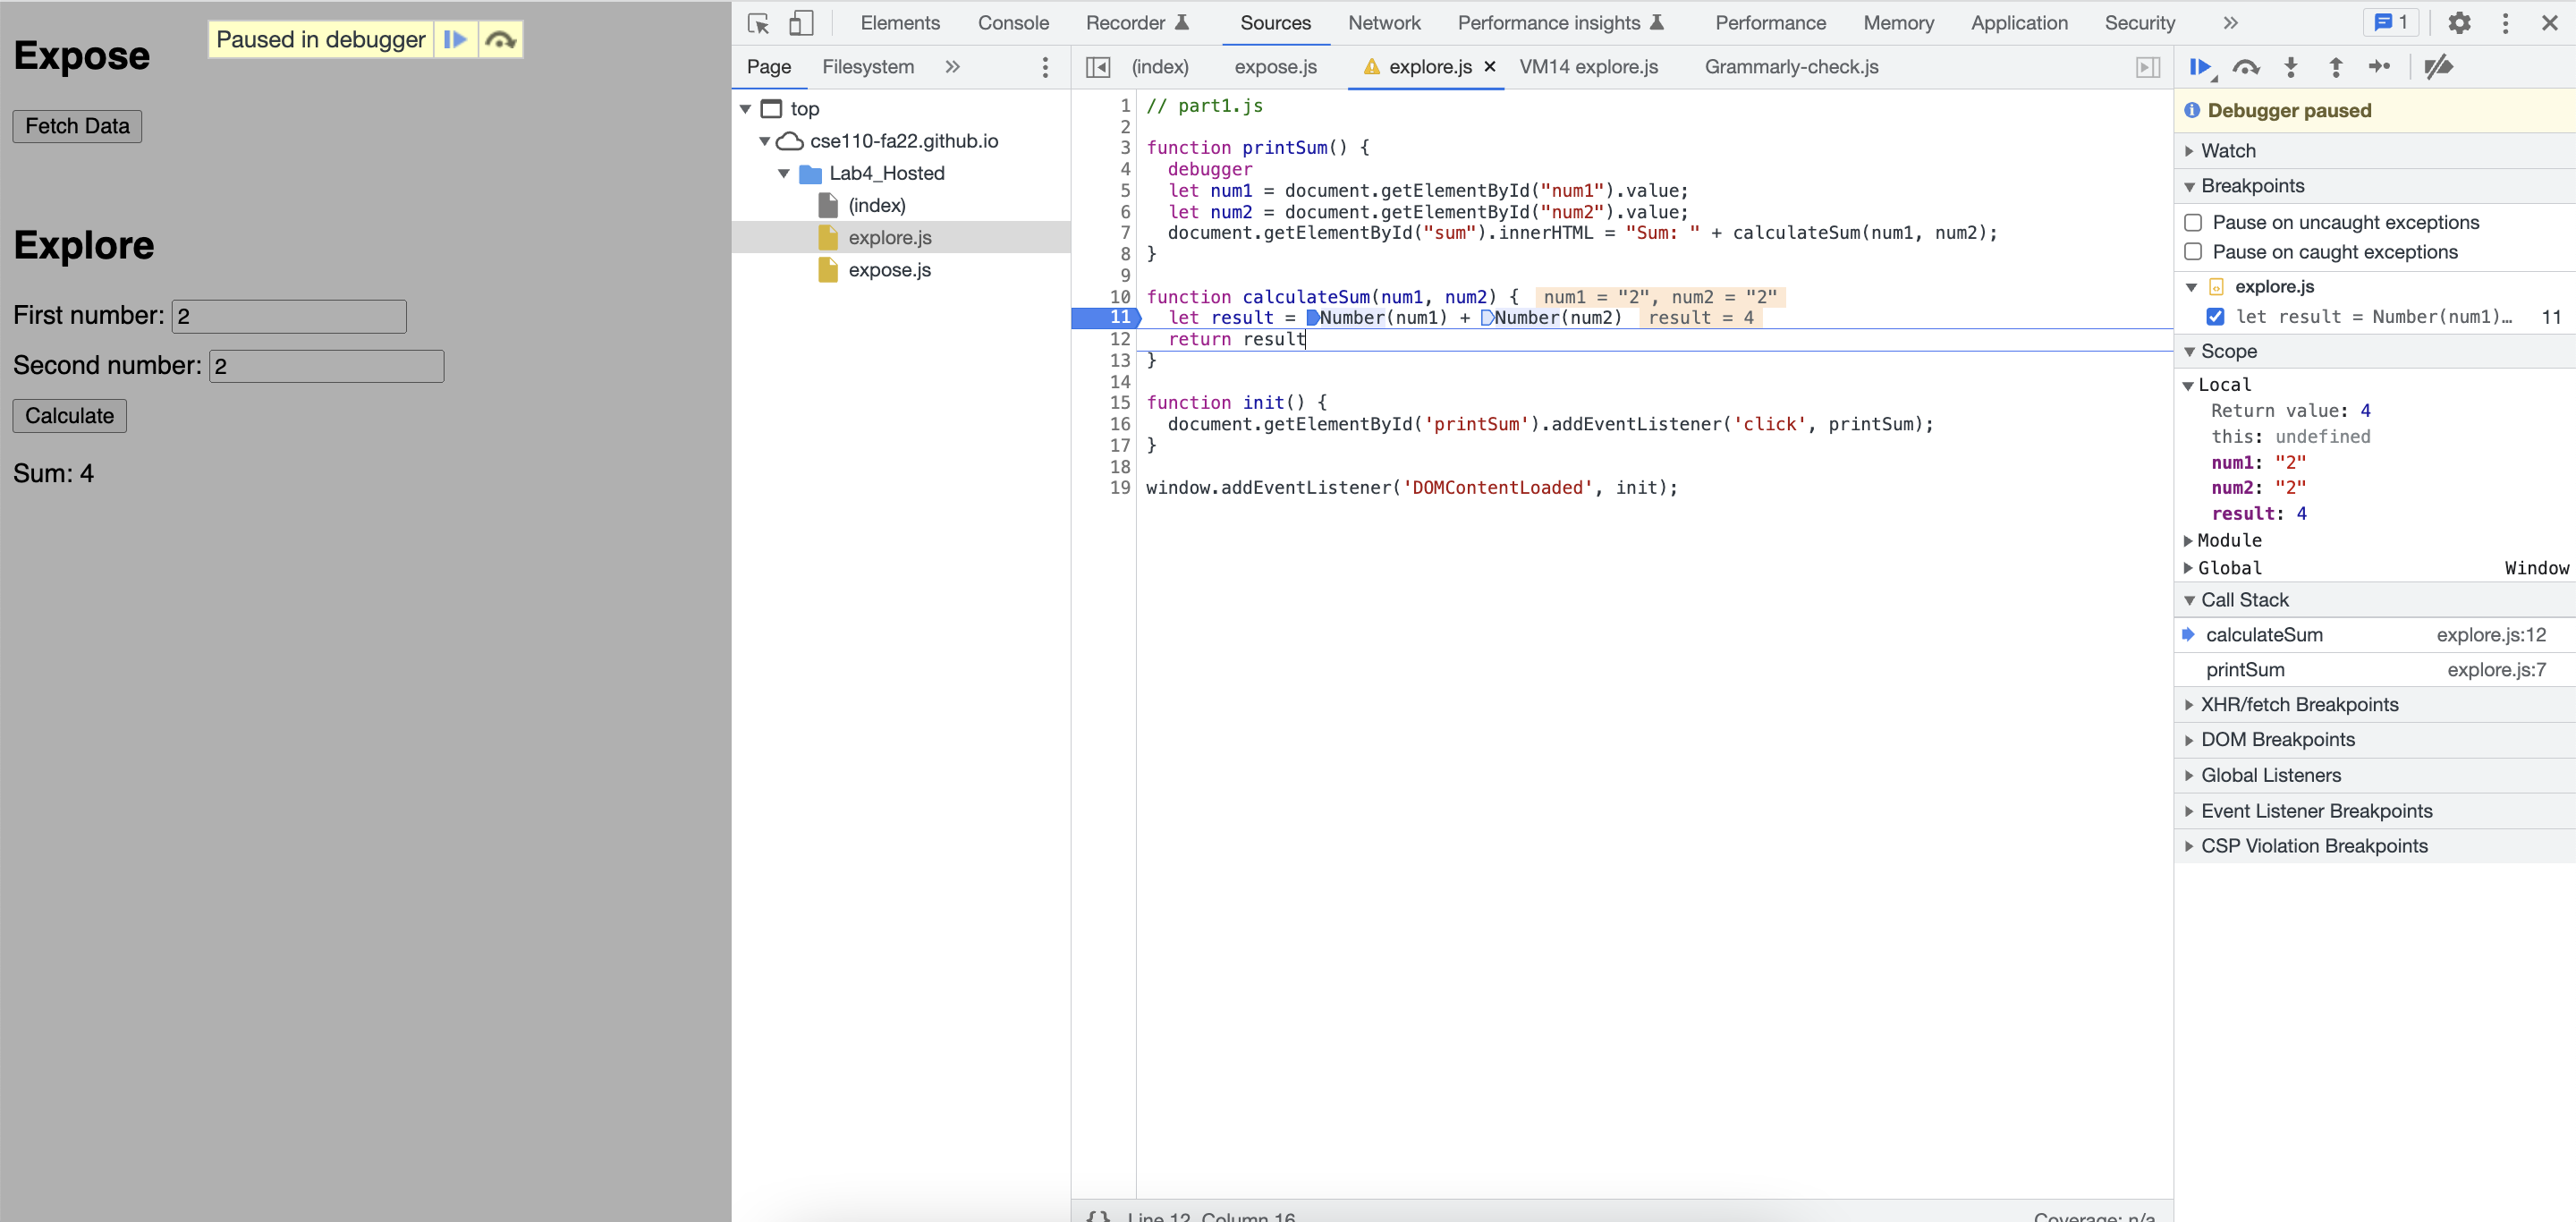 Expose
Paused in debugger
Fetch Data
Explore
First number: 2
Second number: 2
Calculate
Sum: 4
Elements Console Recorder Sources Network Performance insights Performance Memory Application Security » 1
Page Filesystem »
(index) expose.js explore.js × VM14 explore.js Grammarly-check.js
top
cse110-fa22.github.io
Lab4_Hosted
(index)
explore.js
expose.js
1 // part1.js
2
3 function printSum() {
4 debugger
5 let num1 = document.getElementById("num1").value;
6 let num2 = document.getElementById("num2").value;
7 document.getElementById("sum").innerHTML = "Sum: " + calculateSum(num1, num2);
8 }
9
10 function calculateSum(num1, num2) { num1 = "2", num2 = "2"
11 let result = Number(num1) + Number(num2) result = 4
12 return result
13 }
14
15 function init() {
16 document.getElementById('printSum').addEventListener('click', printSum);
17 }
18
19 window.addEventListener('DOMContentLoaded', init);
{} Line 12, Column 16
Coverage: n/a
Debugger paused
Watch
Breakpoints
Pause on uncaught exceptions
Pause on caught exceptions
explore.js
let result = Number(num1)… 11
Scope
Local
Return value: 4
this: undefined
num1: "2"
num2: "2"
result: 4
Module
Global Window
Call Stack
calculateSum explore.js:12
printSum explore.js:7
XHR/fetch Breakpoints
DOM Breakpoints
Global Listeners
Event Listener Breakpoints
CSP Violation Breakpoints